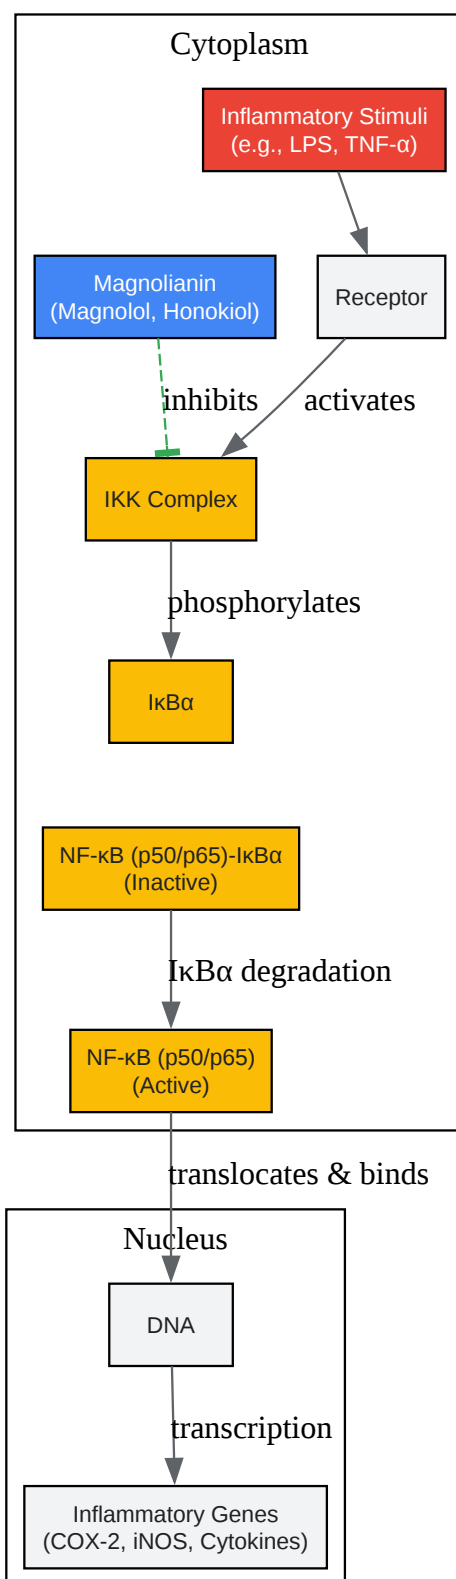 Cytoplasm
Inflammatory Stimuli
(e.g., LPS, TNF-α)
Magnolianin
(Magnolol, Honokiol)
Receptor
inhibits
activates
IKK Complex
phosphorylates
IκBα
NF-κB (p50/p65)-IκBα
(Inactive)
IκBα degradation
NF-κB (p50/p65)
(Active)
translocates & binds
Nucleus
DNA
transcription
Inflammatory Genes
(COX-2, iNOS, Cytokines)